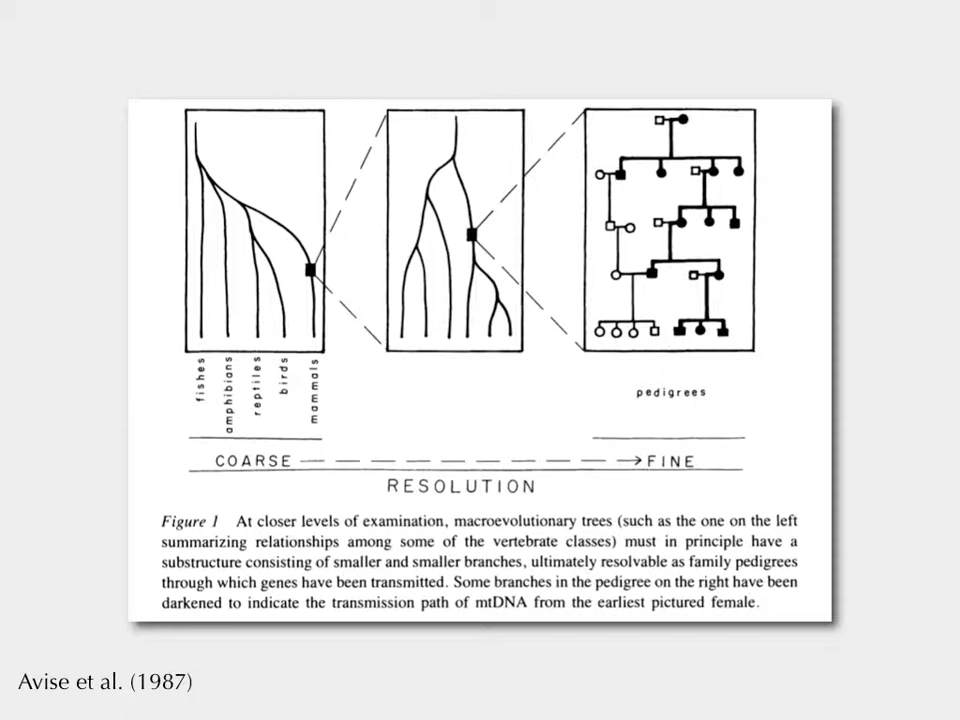 fishes
amphibians
reptiles
birds
mammals
pedigrees
COARSE
FINE
RESOLUTION
Figure 1 At closer levels of examination, macroevolutionary trees (such as the one on the left
summarizing relationships among some of the vertebrate classes) must in principle have a
substructure consisting of smaller and smaller branches, ultimately resolvable as family pedigrees
through which genes have been transmitted. Some branches in the pedigree on the right have been
darkened to indicate the transmission path of mtDNA from the earliest pictured female.
Avise et al. (1987)